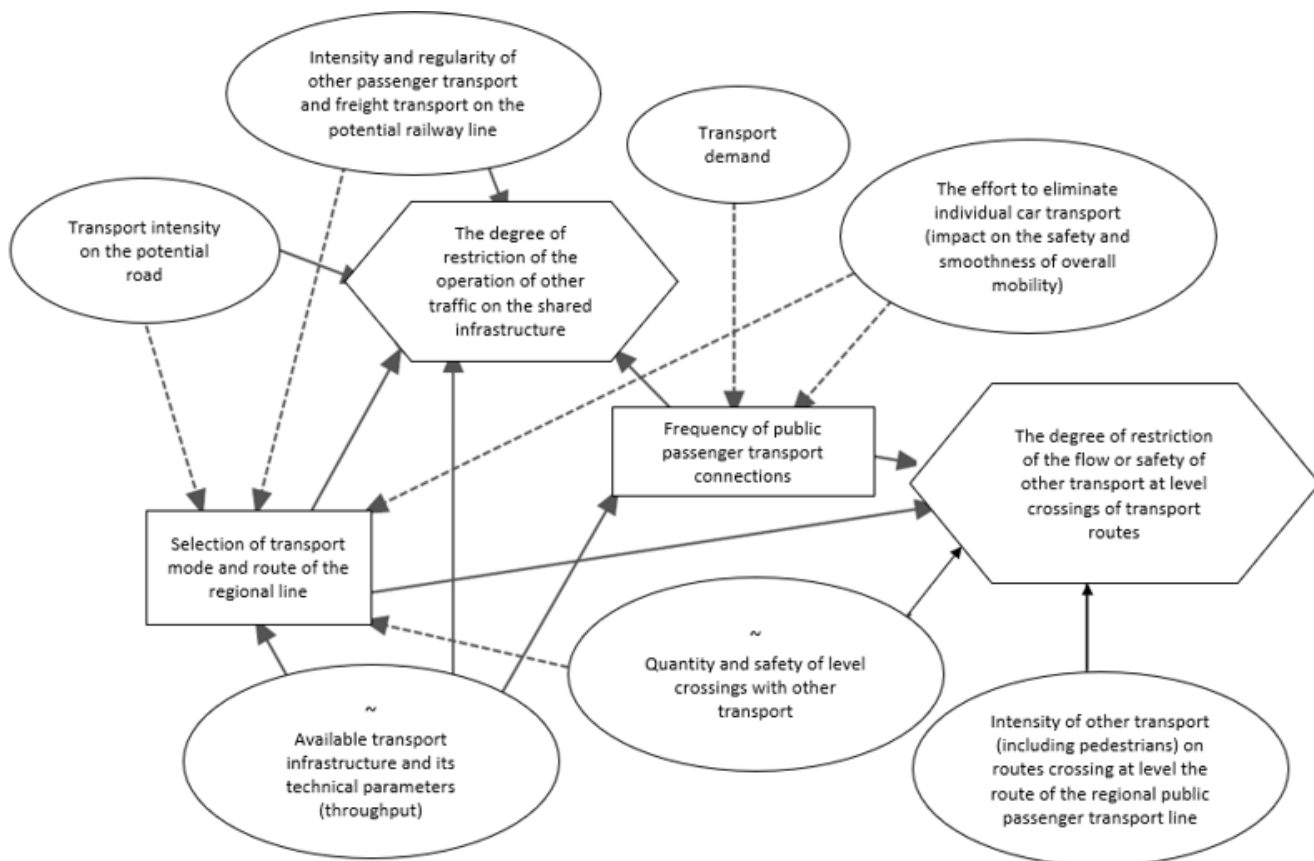 Intensity and regularity of
other passenger transport
and freight transport on the
potential railway line
Transport
demand
The effort to eliminate
individual car transport
(impact on the safety and
smoothness of overall
mobility)
Transport intensity
on the potential
road
The degree of
restriction of the
operation of other
traffic on the shared
infrastructure
Frequency of public
passenger transport
connections
The degree of restriction
of the flow or safety of
other transport at level
crossings of transport
routes
Selection of transport
mode and route of the
regional line
~
Quantity and safety of level
crossings with other
transport
~
Available transport
infrastructure and its
technical parameters
(throughput)
Intensity of other transport
(including pedestrians) on
routes crossing at level the
route of the regional public
passenger transport line